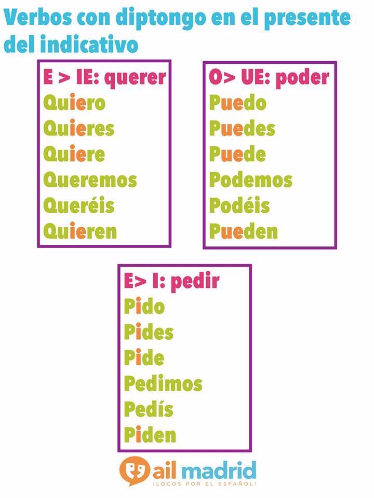 Verbos con diptongo en el presente
del indicativo
E > IE: querer
Quiero
Quieres
Quiere
Queremos
Queréis
Quieren
O> UE: poder
Puedo
Puedes
Puede
Podemos
Podéis
Pueden
E> I: pedir
Pido
Pides
Pide
Pedimos
Pedís
Piden
ail madrid
¡LOCOS POR EL ESPAÑOL!